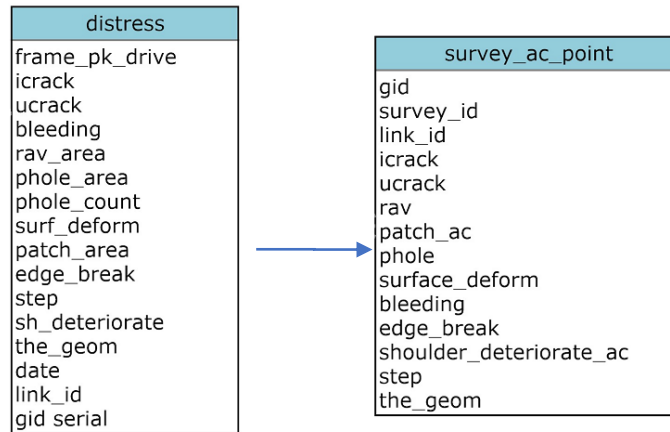 distress
frame_pk_drive
icrack
ucrack
bleeding
rav_area
phole_area
phole_count
surf_deform
patch_area
edge_break
step
sh_deteriorate
the_geom
date
link_id
gid serial
survey_ac_point
gid
survey_id
link_id
icrack
ucrack
rav
patch_ac
phole
surface_deform
bleeding
edge_break
shoulder_deteriorate_ac
step
the_geom